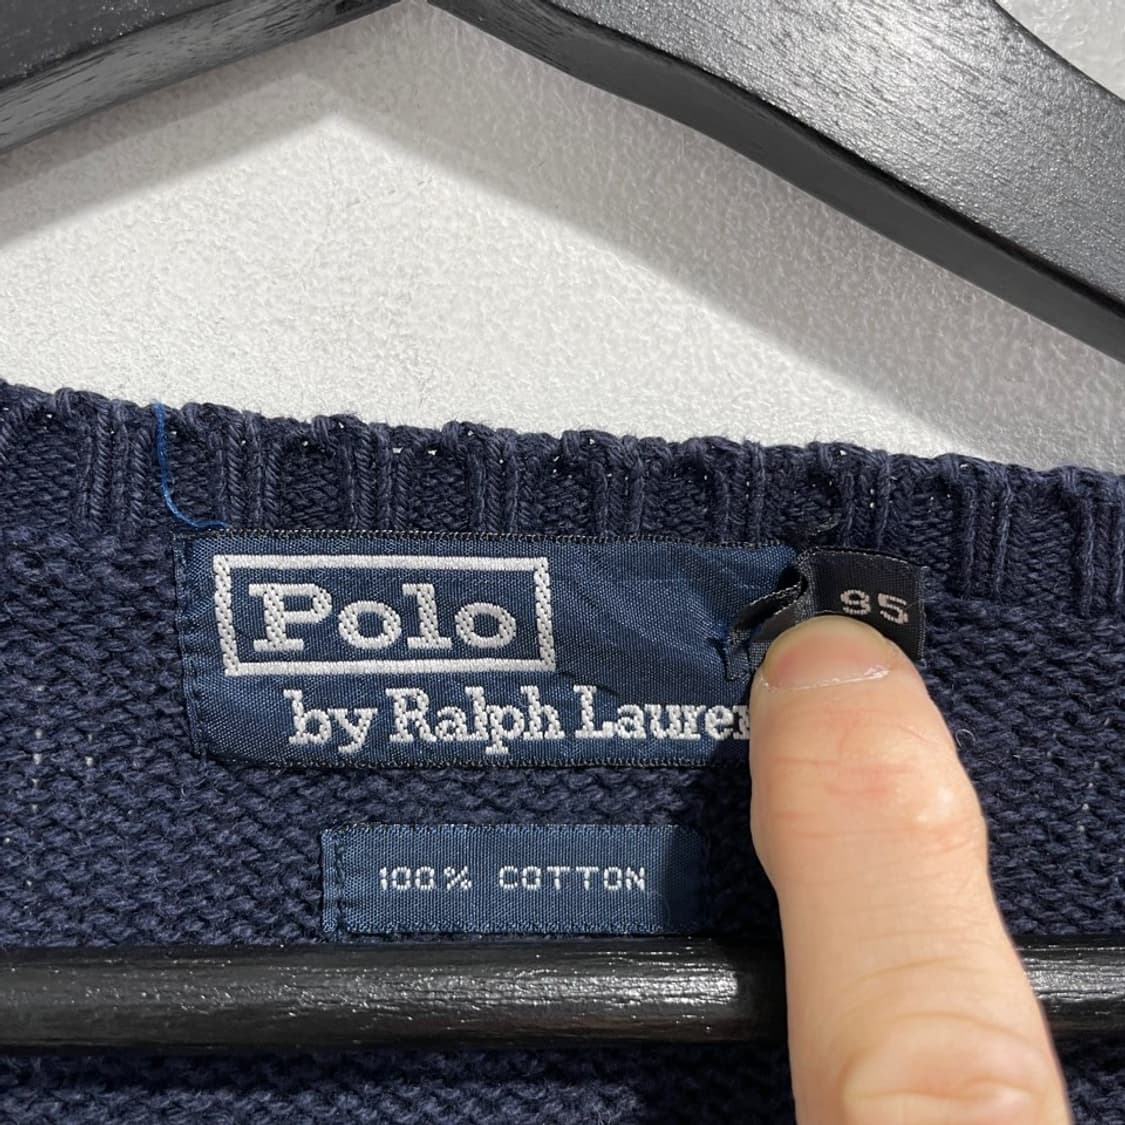 Polo
by Ralph Lauren
95
100% COTTON